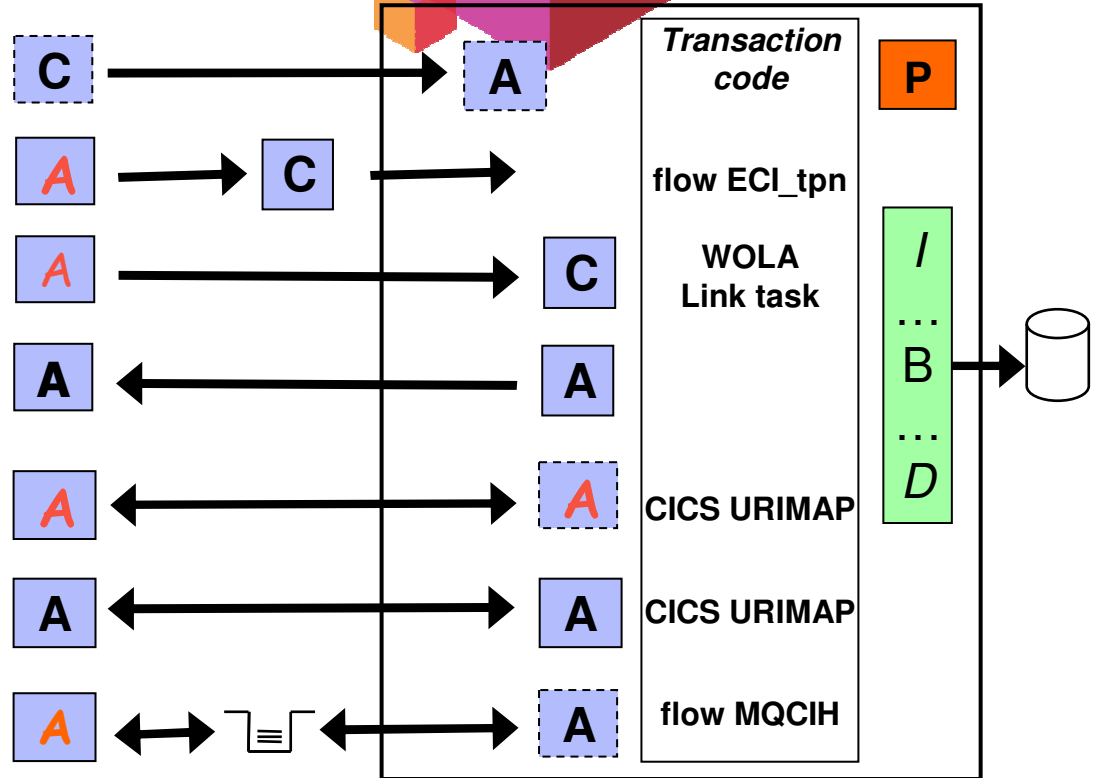 C
A
Transaction
code
P
A
C
flow ECI_tpn
A
C
WOLA
Link task
I
...
B
...
D
A
A
A
A
CICS URIMAP
A
A
CICS URIMAP
A
A
flow MQCIH